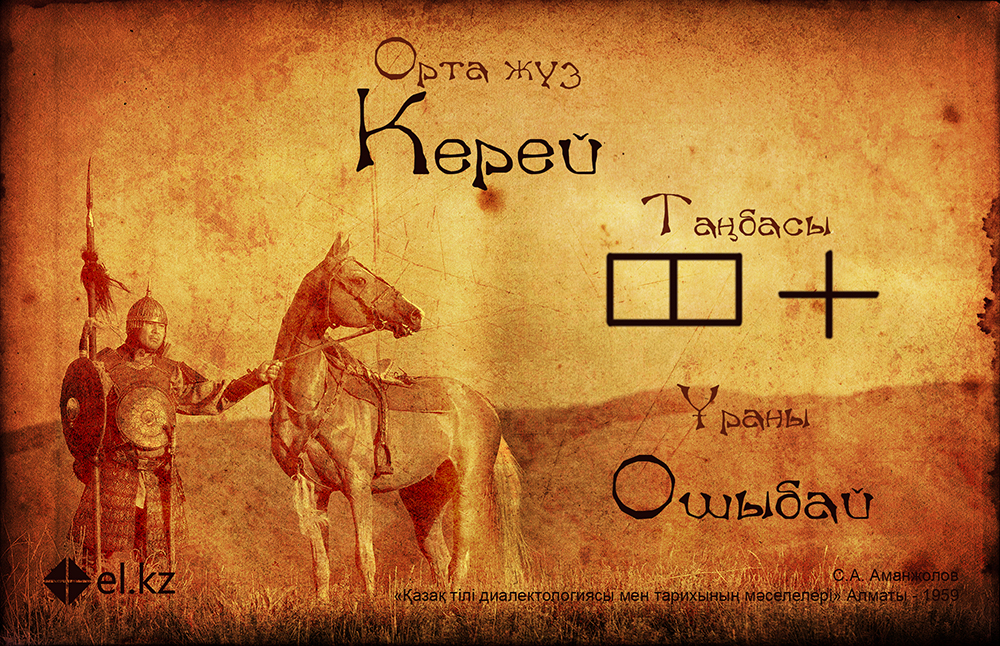 Орта жүз
Керей
Таңбасы
Ұраны
Ошыбай
el.kz
С.А. Аманжолов
«Қазақ тілі диалектологиясы мен тарихының мәселелері» Алматы - 1959